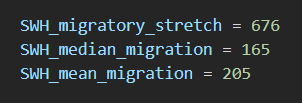 SWH_migratory_stretch = 676
SWH_median_migration = 165
SWH_mean_migration = 205